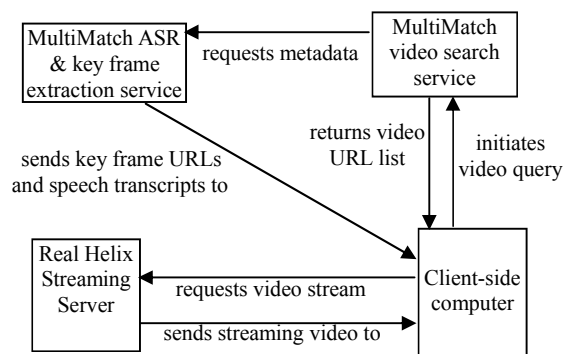 MultiMatch ASR
& key frame
extraction service
requests metadata
MultiMatch
video search
service
returns video
URL list
initiates
video query
sends key frame URLs
and speech transcripts to
Real Helix
Streaming
Server
requests video stream
sends streaming video to
Client-side
computer